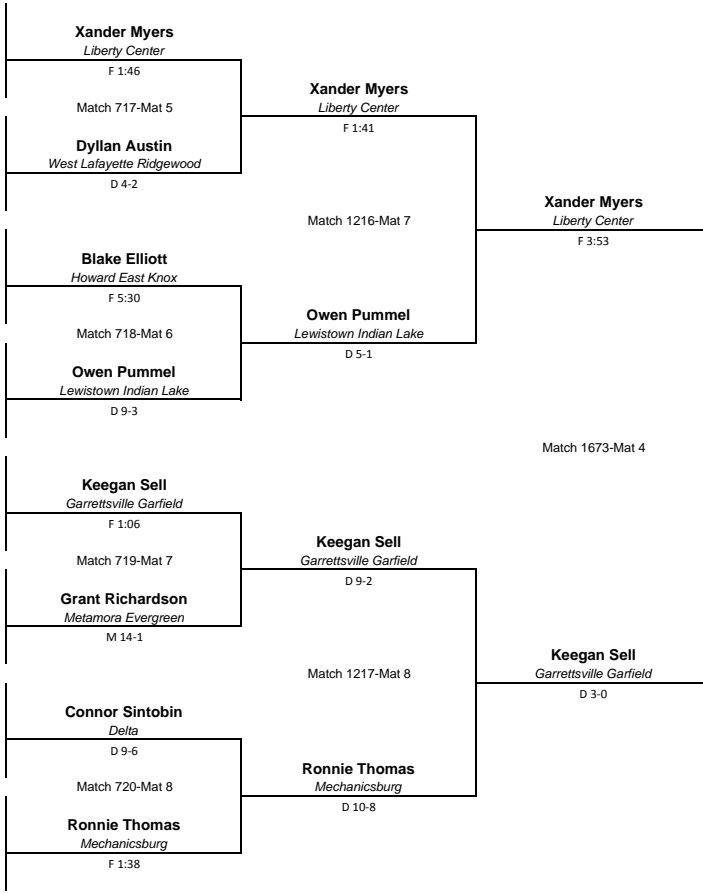 Xander Myers
Liberty Center
F 1:46
Match 717-Mat 5
Dyllan Austin
West Lafayette Ridgewood
D 4-2
Blake Elliott
Howard East Knox
F 5:30
Match 718-Mat 6
Owen Pummel
Lewistown Indian Lake
D 9-3
Keegan Sell
Garrettsville Garfield
F 1:06
Match 719-Mat 7
Grant Richardson
Metamora Evergreen
M 14-1
Connor Sintobin
Delta
D 9-6
Match 720-Mat 8
Ronnie Thomas
Mechanicsburg
F 1:38
Xander Myers
Liberty Center
F 1:41
Match 1216-Mat 7
Owen Pummel
Lewistown Indian Lake
D 5-1
Keegan Sell
Garrettsville Garfield
D 9-2
Match 1217-Mat 8
Ronnie Thomas
Mechanicsburg
D 10-8
Xander Myers
Liberty Center
F 3:53
Match 1673-Mat 4
Keegan Sell
Garrettsville Garfield
D 3-0